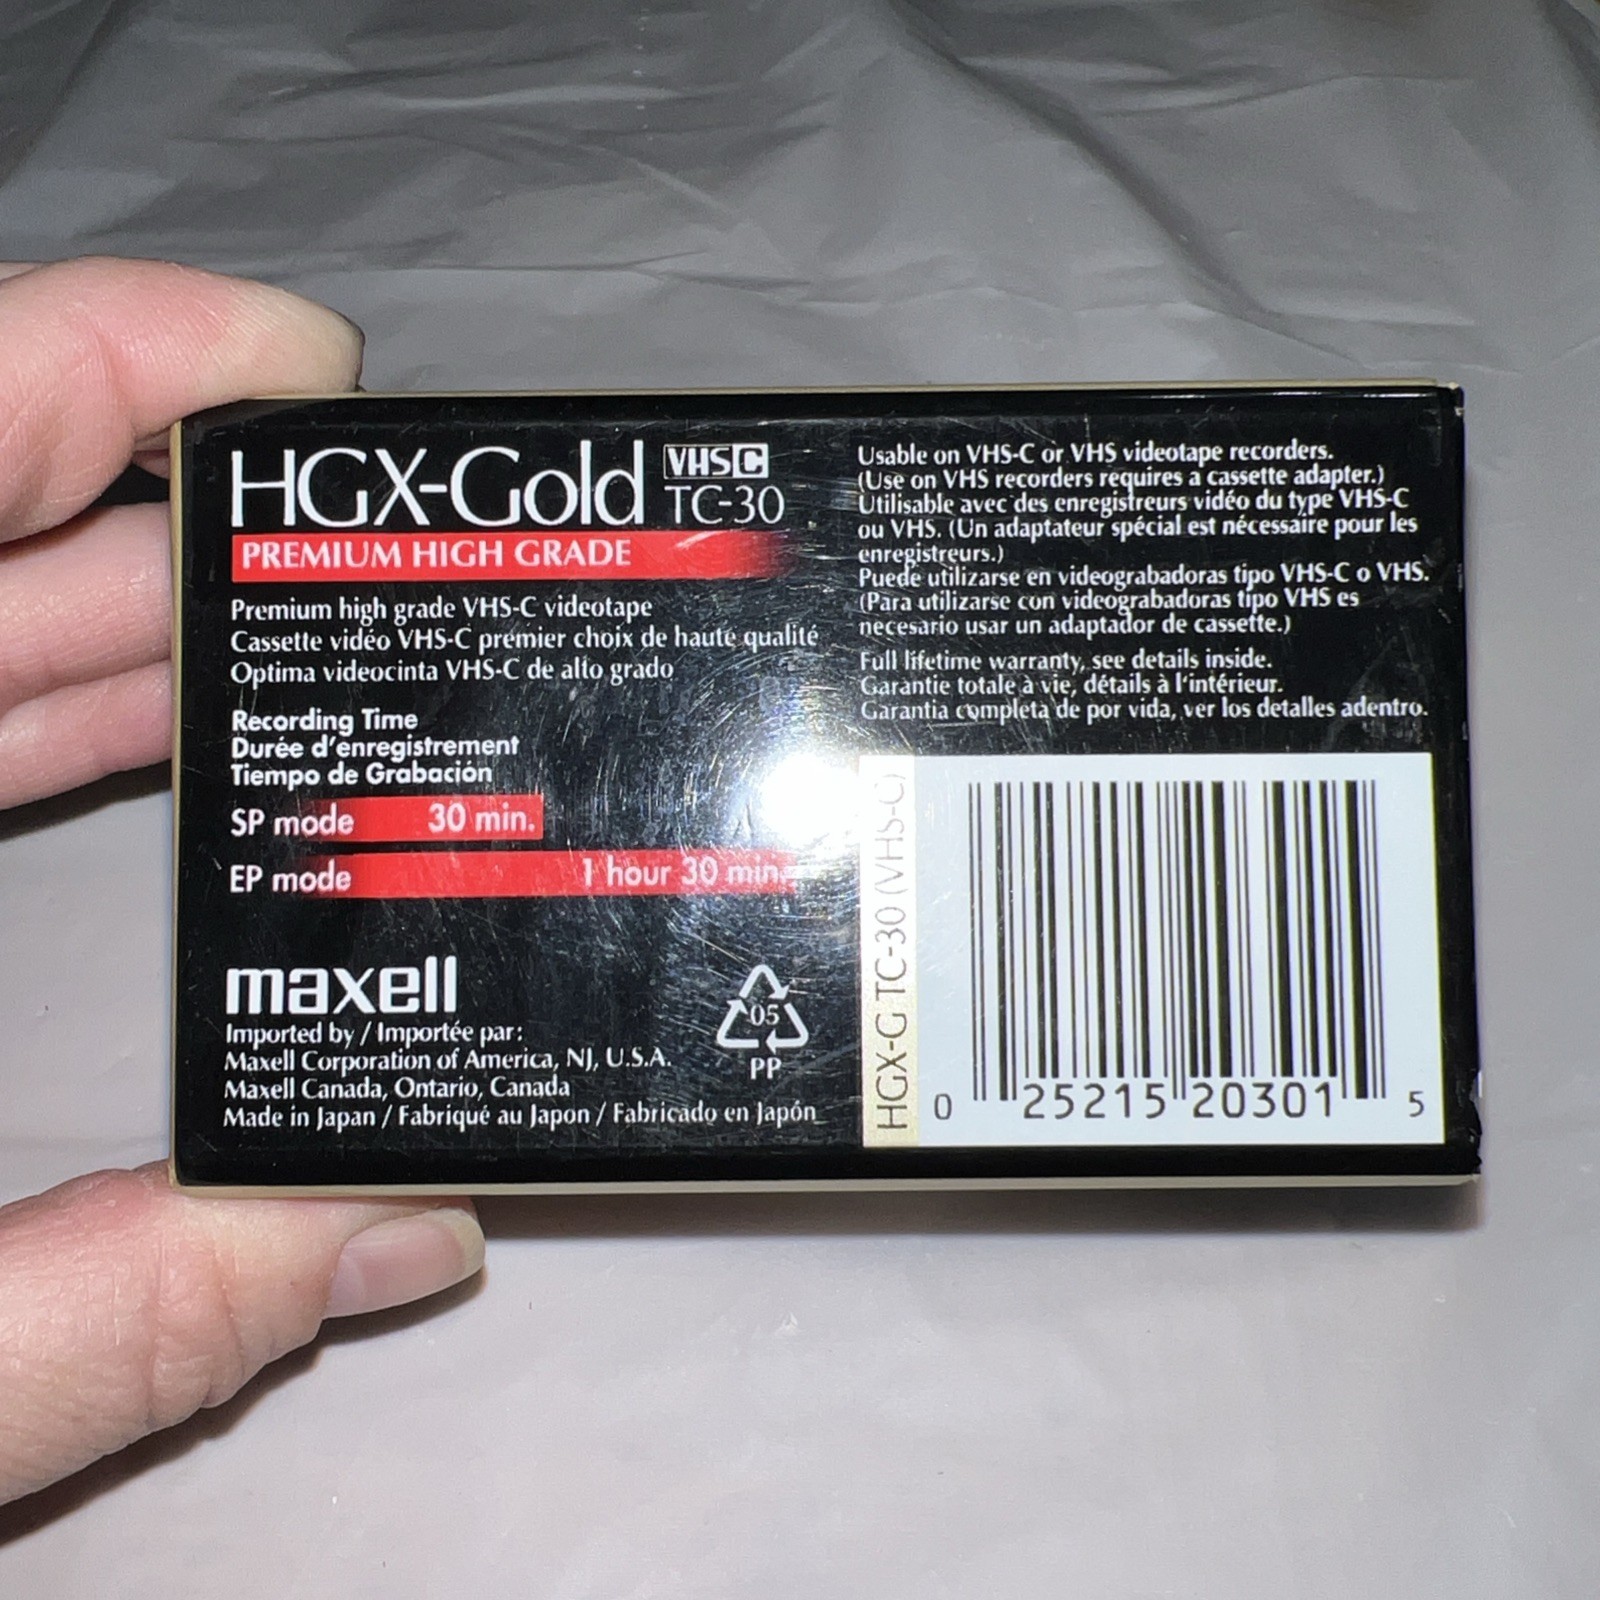 HGX-Gold VHSC
TC-30
PREMIUM HIGH GRADE
Premium high grade VHS-C videotape
Cassette vidéo VHS-C premier choix de haute qualité
Optima videocinta VHS-C de alto grado
Recording Time
Durée d'enregistrement
Tiempo de Grabación
SP mode 30 min.
EP mode 1 hour 30 min.
maxell
Imported by / Importée par:
Maxell Corporation of America, NJ, U.S.A.
Maxell Canada, Ontario, Canada
Made in Japan / Fabriqué au Japon / Fabricado en Japón
05
PP
Usable on VHS-C or VHS videotape recorders.
(Use on VHS recorders requires a cassette adapter.)
Utilisable avec des enregistreurs vidéo du type VHS-C
ou VHS. (Un adaptateur spécial est nécessaire pour les
enregistreurs.)
Puede utilizarse en videograbadoras tipo VHS-C o VHS.
(Para utilizarse con videograbadoras tipo VHS es
necesario usar un adaptador de cassette.)
Full lifetime warranty, see details inside.
Garantie totale à vie, détails à l'intérieur.
Garantia completa de por vida, ver los detalles adentro.
HGX-G TC-30 (VHS-C)
0 25215 20301 5